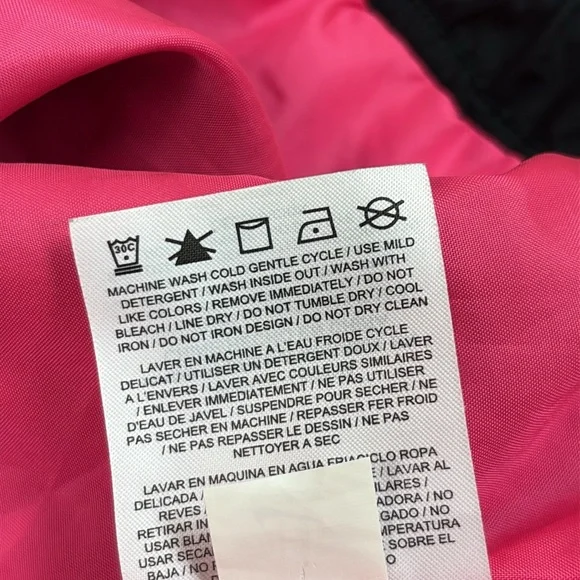 30C
MACHINE WASH COLD GENTLE CYCLE / USE MILD
DETERGENT / WASH INSIDE OUT / WASH WITH
LIKE COLORS / REMOVE IMMEDIATELY / DO NOT
BLEACH / LINE DRY / DO NOT TUMBLE DRY / COOL
IRON / DO NOT IRON DESIGN / DO NOT DRY CLEAN
LAVER EN MACHINE A L'EAU FROIDE CYCLE
DELICAT / UTILISER UN DETERGENT DOUX / LAVER
A L'ENVERS / LAVER AVEC COULEURS SIMILAIRES
/ ENLEVER IMMEDIATEMENT / NE PAS UTILISER
D'EAU DE JAVEL / SUSPENDRE POUR SECHER / NE
PAS SECHER EN MACHINE / REPASSER FER FROID
/ NE PAS REPASSER LE DESSIN / NE PAS
NETTOYER A SEC
LAVAR EN MAQUINA EN AGUA ROPA
DELICADA / LAVAR AL
REVES /
RETIRAR / NO
USAR
USAR SOBRE EL
BAJA / NO